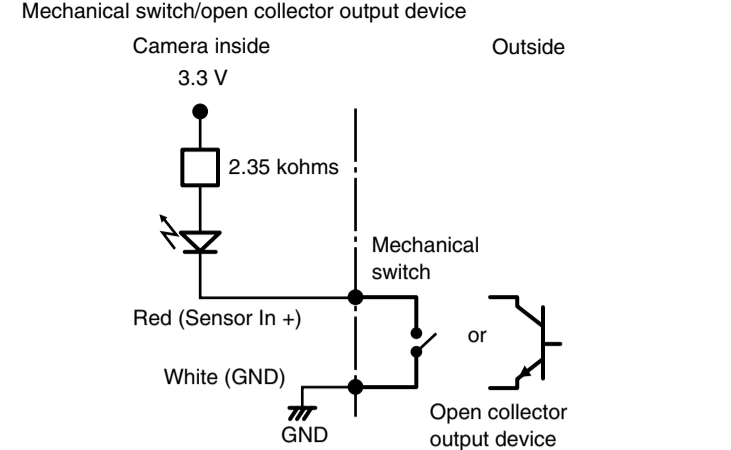 Mechanical switch/open collector output device
Camera inside
Outside
3.3 V
2.35 kohms
Mechanical
switch
Red (Sensor In +)
or
White (GND)
GND
Open collector
output device